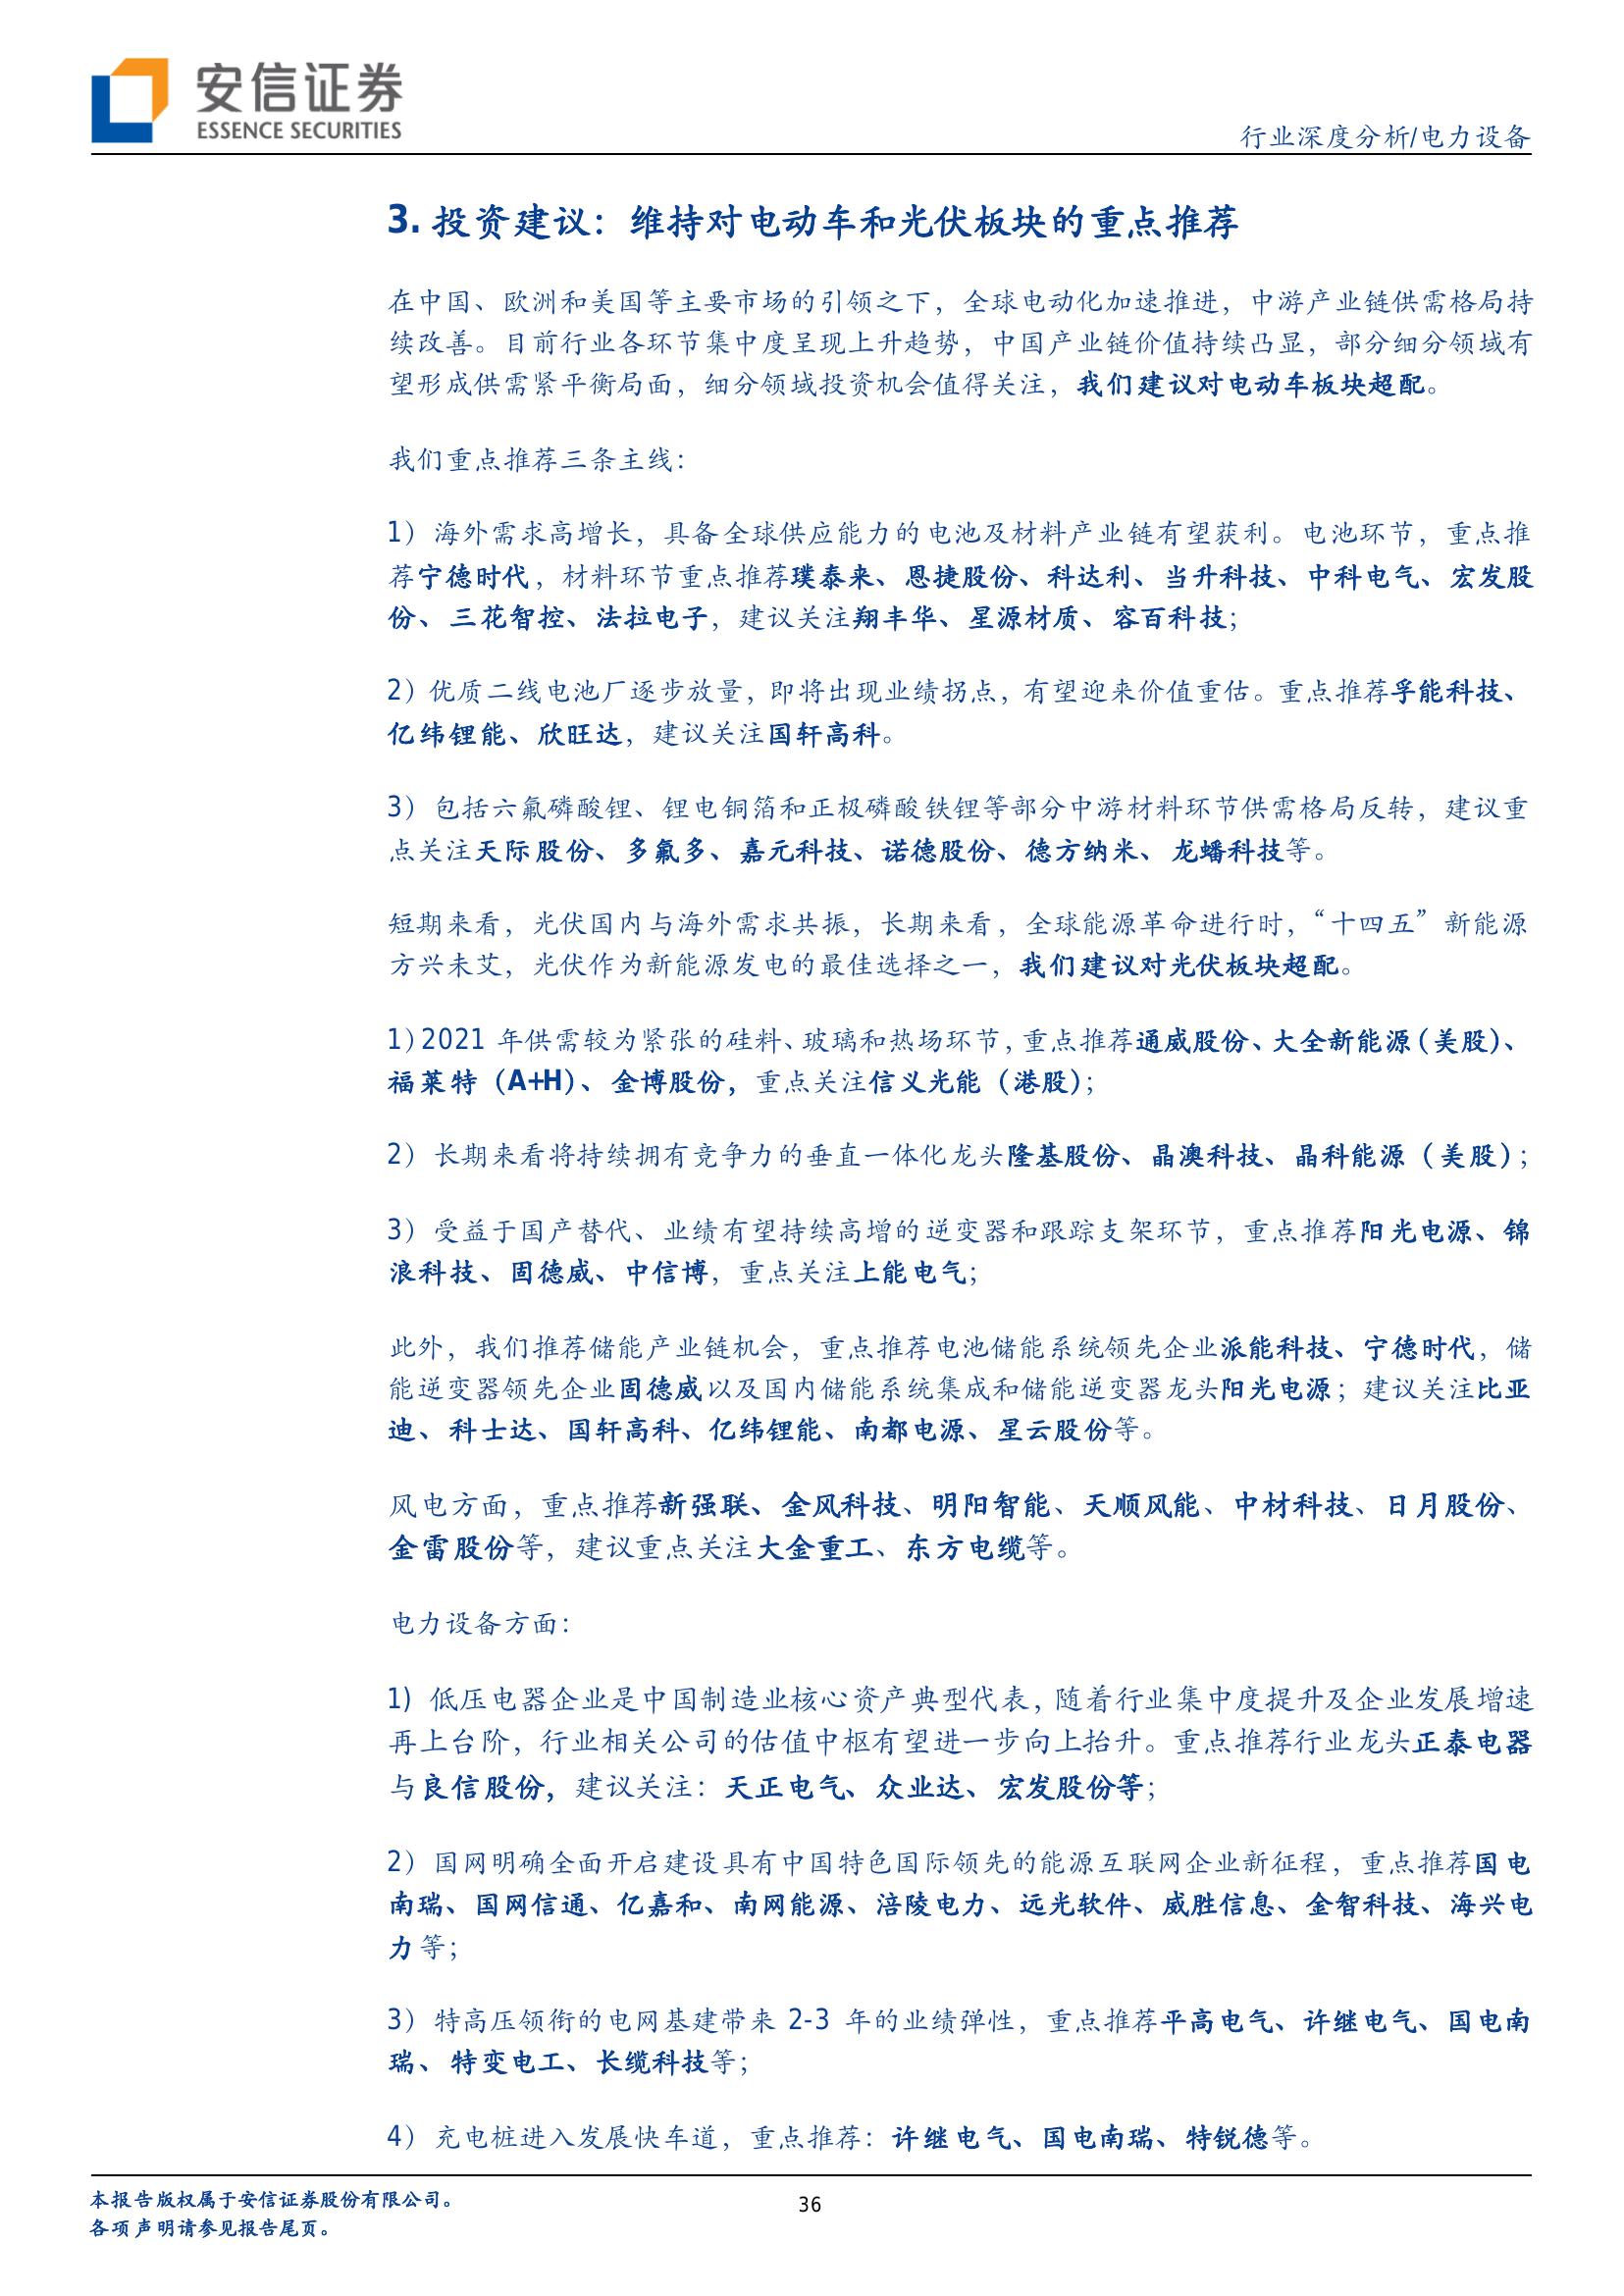 安信证券
ESSENCE SECURITIES
行业深度分析/电力设备
3. 投资建议：维持对电动车和光伏板块的重点推荐
在中国、欧洲和美国等主要市场的引领之下，全球电动化加速推进，中游产业链供需格局持
续改善。目前行业各环节集中度呈现上升趋势，中国产业链价值持续凸显，部分细分领域有
望形成供需紧平衡局面，细分领域投资机会值得关注，我们建议对电动车板块超配。
我们重点推荐三条主线：
1）海外需求高增长，具备全球供应能力的电池及材料产业链有望获利。电池环节，重点推
荐宁德时代，材料环节重点推荐璞泰来、恩捷股份、科达利、当升科技、中科电气、宏发股
份、三花智控、法拉电子，建议关注翔丰华、星源材质、容百科技；
2）优质二线电池厂逐步放量，即将出现业绩拐点，有望迎来价值重估。重点推荐孚能科技、
亿纬锂能、欣旺达，建议关注国轩高科。
3）包括六氟磷酸锂、锂电铜箔和正极磷酸铁锂等部分中游材料环节供需格局反转，建议重
点关注天际股份、多氟多、嘉元科技、诺德股份、德方纳米、龙蟠科技等。
短期来看，光伏国内与海外需求共振，长期来看，全球能源革命进行时，“十四五”新能源
方兴未艾，光伏作为新能源发电的最佳选择之一，我们建议对光伏板块超配。
1）2021 年供需较为紧张的硅料、玻璃和热场环节，重点推荐通威股份、大全新能源（美股）、
福莱特（A+H）、金博股份，重点关注信义光能（港股）；
2）长期来看将持续拥有竞争力的垂直一体化龙头隆基股份、晶澳科技、晶科能源（美股）；
3）受益于国产替代、业绩有望持续高增的逆变器和跟踪支架环节，重点推荐阳光电源、锦
浪科技、固德威、中信博，重点关注上能电气；
此外，我们推荐储能产业链机会，重点推荐电池储能系统领先企业派能科技、宁德时代，储
能逆变器领先企业固德威以及国内储能系统集成和储能逆变器龙头阳光电源；建议关注比亚
迪、科士达、国轩高科、亿纬锂能、南都电源、星云股份等。
风电方面，重点推荐新强联、金风科技、明阳智能、天顺风能、中材科技、日月股份、
金雷股份等，建议重点关注大金重工、东方电缆等。
电力设备方面：
1) 低压电器企业是中国制造业核心资产典型代表，随着行业集中度提升及企业发展增速
再上台阶，行业相关公司的估值中枢有望进一步向上抬升。重点推荐行业龙头正泰电器
与良信股份，建议关注：天正电气、众业达、宏发股份等；
2）国网明确全面开启建设具有中国特色国际领先的能源互联网企业新征程，重点推荐国电
南瑞、国网信通、亿嘉和、南网能源、涪陵电力、远光软件、威胜信息、金智科技、海兴电
力等；
3）特高压领衔的电网基建带来 2-3 年的业绩弹性，重点推荐平高电气、许继电气、国电南
瑞、特变电工、长缆科技等；
4）充电桩进入发展快车道，重点推荐：许继电气、国电南瑞、特锐德等。
本报告版权属于安信证券股份有限公司。
各项声明请参见报告尾页。
36